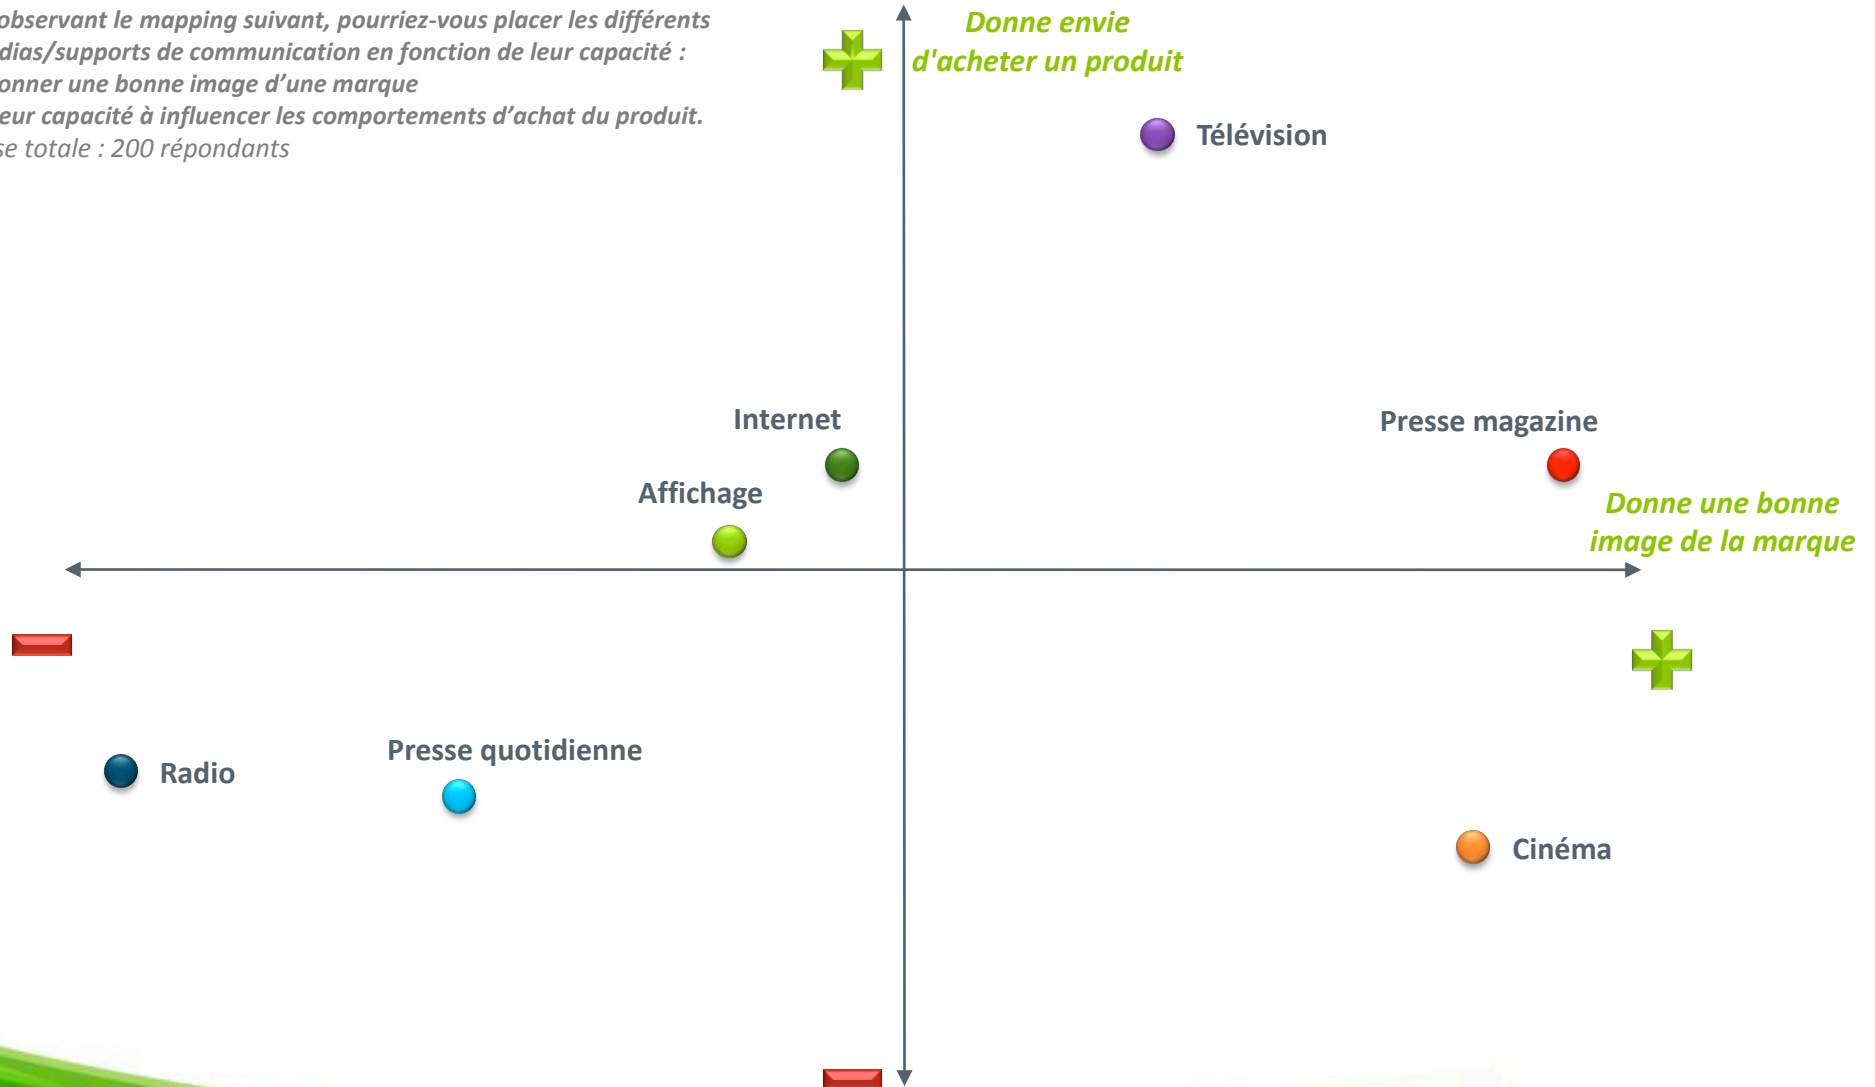 observant le mapping suivant, pourriez-vous placer les différents
dias/supports de communication en fonction de leur capacité :
onner une bonne image d’une marque
eur capacité à influencer les comportements d’achat du produit.
se totale : 200 répondants
Donne envie
d'acheter un produit
Télévision
Internet
Presse magazine
Affichage
Donne une bonne
image de la marque
Presse quotidienne
Radio
Cinéma